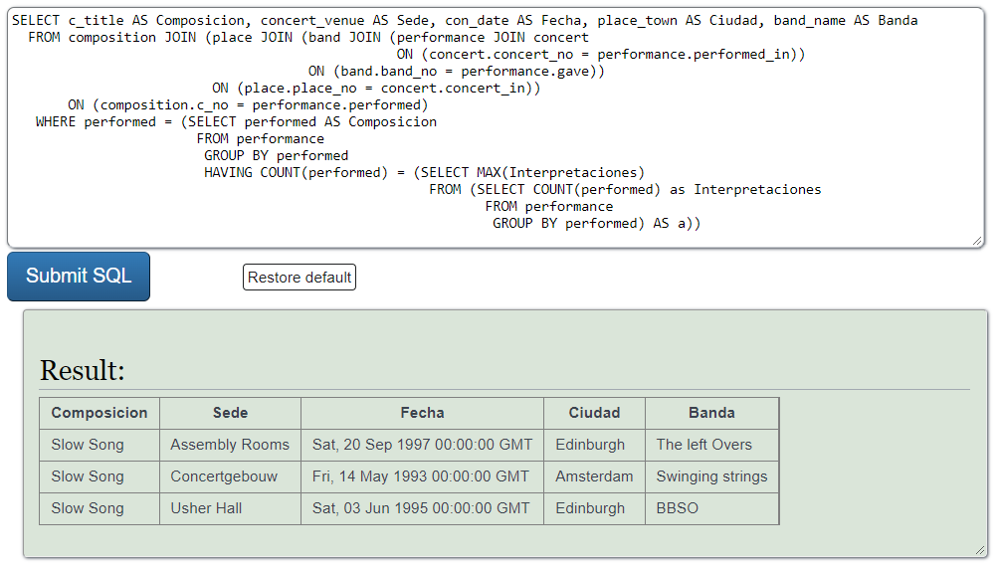 SELECT c_title AS Composicion, concert_venue AS Sede, con_date AS Fecha, place_town AS Ciudad, band_name AS Banda
FROM composition JOIN (place JOIN (band JOIN (performance JOIN concert
ON (concert.concert_no = performance.performed_in))
ON (band.band_no = performance.gave))
ON (place.place_no = concert.concert_in))
ON (composition.c_no = performance.performed)
WHERE performed = (SELECT performed AS Composicion
FROM performance
GROUP BY performed
HAVING COUNT(performed) = (SELECT MAX(Interpretaciones)
FROM (SELECT COUNT(performed) as Interpretaciones
FROM performance
GROUP BY performed) AS a))
Submit SQL Restore default
Result:
Composicion Sede Fecha Ciudad Banda
Slow Song Assembly Rooms Sat, 20 Sep 1997 00:00:00 GMT Edinburgh The left Overs
Slow Song Concertgebouw Fri, 14 May 1993 00:00:00 GMT Amsterdam Swinging strings
Slow Song Usher Hall Sat, 03 Jun 1995 00:00:00 GMT Edinburgh BBSO